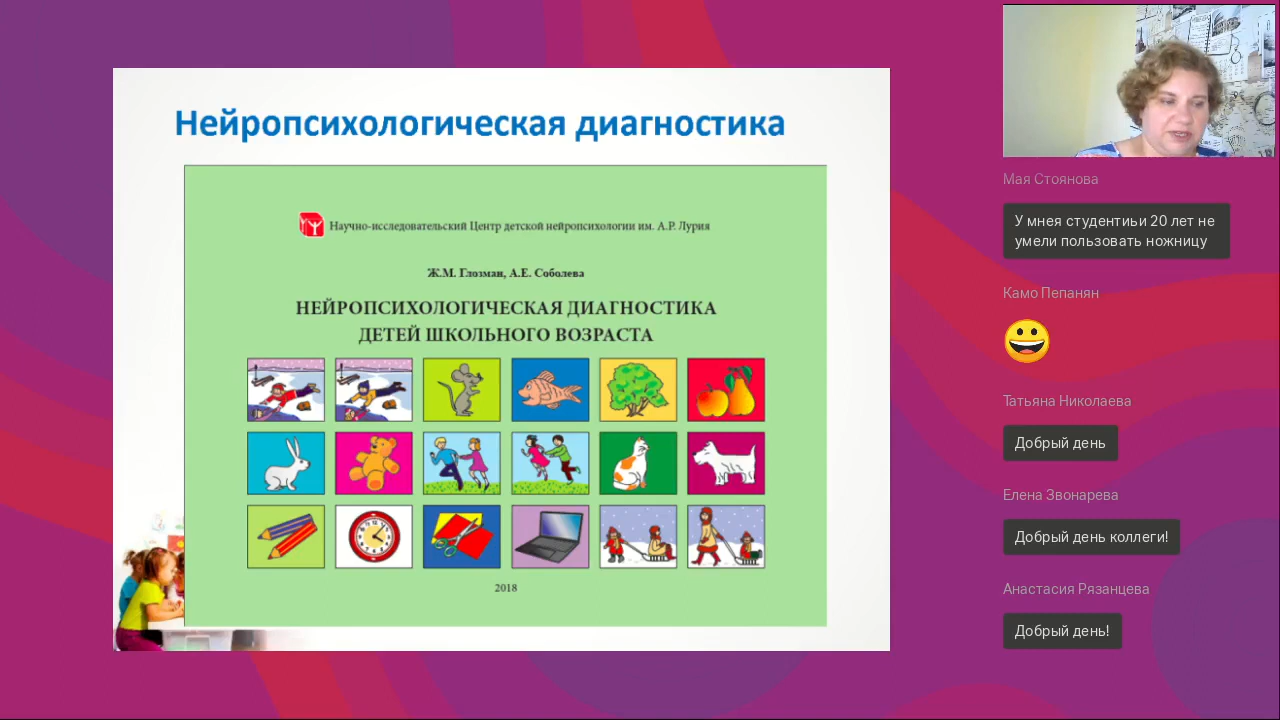 Нейропсихологическая диагностика
Научно-исследовательский Центр детской нейропсихологии им. А.Р. Лурия
Ж.М. Глозман, А.Е. Соболева
НЕЙРОПСИХОЛОГИЧЕСКАЯ ДИАГНОСТИКА
ДЕТЕЙ ШКОЛЬНОГО ВОЗРАСТА
2018
Мая Стоянова
У мнея студентиьи 20 лет не
умели пользовать ножницу
Камо Пепанян
Татьяна Николаева
Добрый день
Елена Звонарева
Добрый день коллеги!
Анастасия Рязанцева
Добрый день!